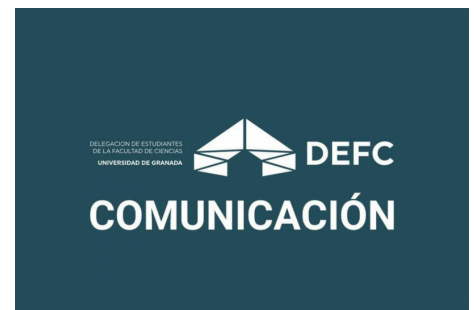 DELEGACION DE ESTUDIANTES
DE LA FACULTAD DE CIENCIAS
UNIVERSIDAD DE GRANADA
DEFC
COMUNICACIÓN